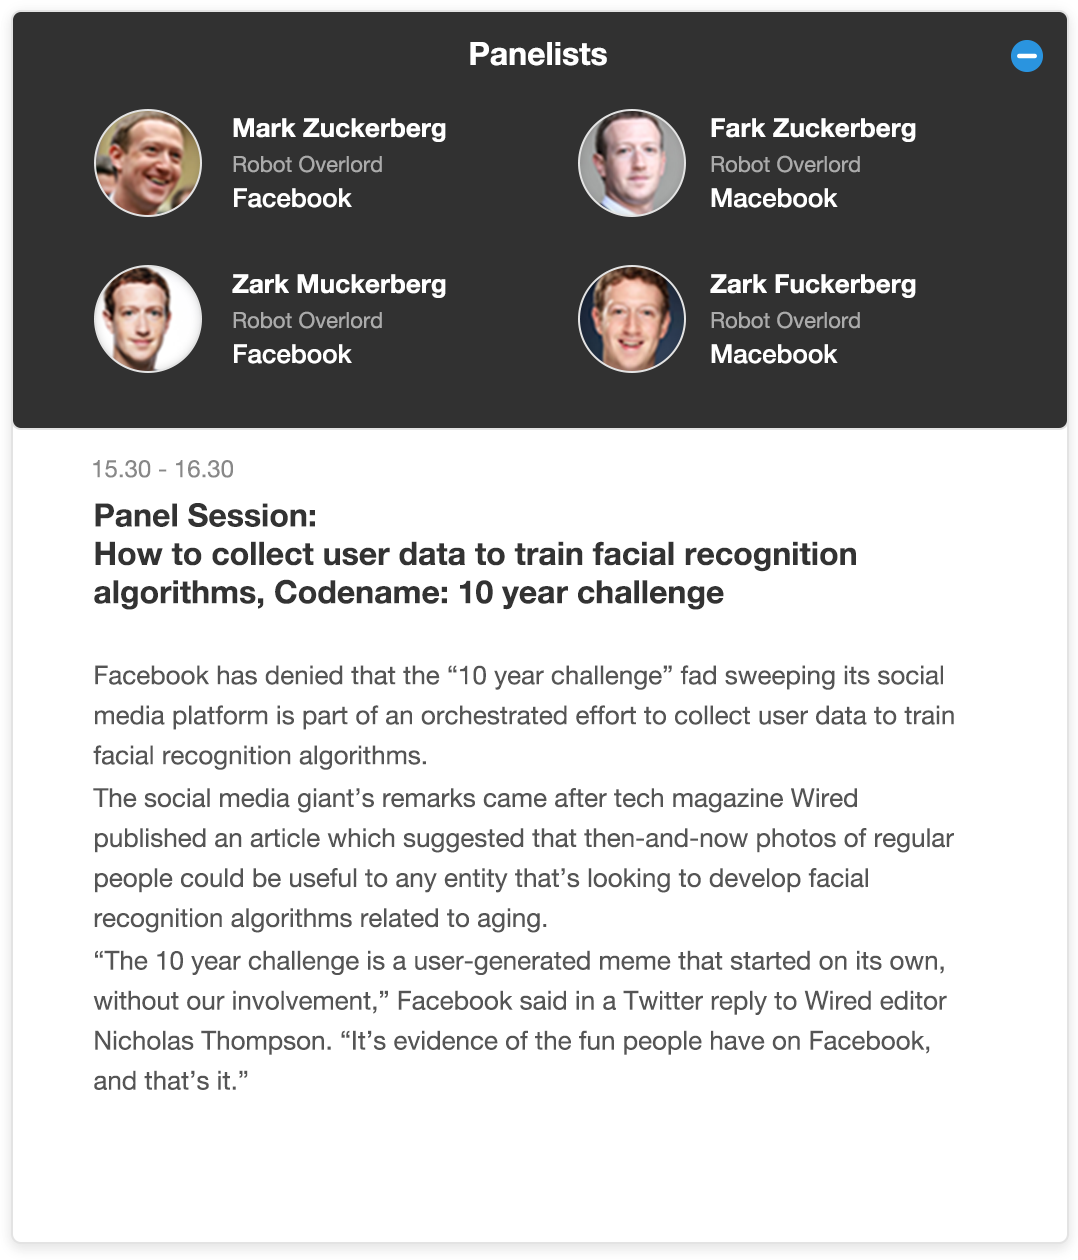 Panelists
Mark Zuckerberg
Robot Overlord
Facebook
Fark Zuckerberg
Robot Overlord
Macebook
Zark Muckerberg
Robot Overlord
Facebook
Zark Fuckerberg
Robot Overlord
Macebook
15.30 - 16.30
Panel Session:
How to collect user data to train facial recognition
algorithms, Codename: 10 year challenge
Facebook has denied that the “10 year challenge” fad sweeping its social
media platform is part of an orchestrated effort to collect user data to train
facial recognition algorithms.
The social media giant’s remarks came after tech magazine Wired
published an article which suggested that then-and-now photos of regular
people could be useful to any entity that’s looking to develop facial
recognition algorithms related to aging.
“The 10 year challenge is a user-generated meme that started on its own,
without our involvement,” Facebook said in a Twitter reply to Wired editor
Nicholas Thompson. “It’s evidence of the fun people have on Facebook,
and that’s it.”